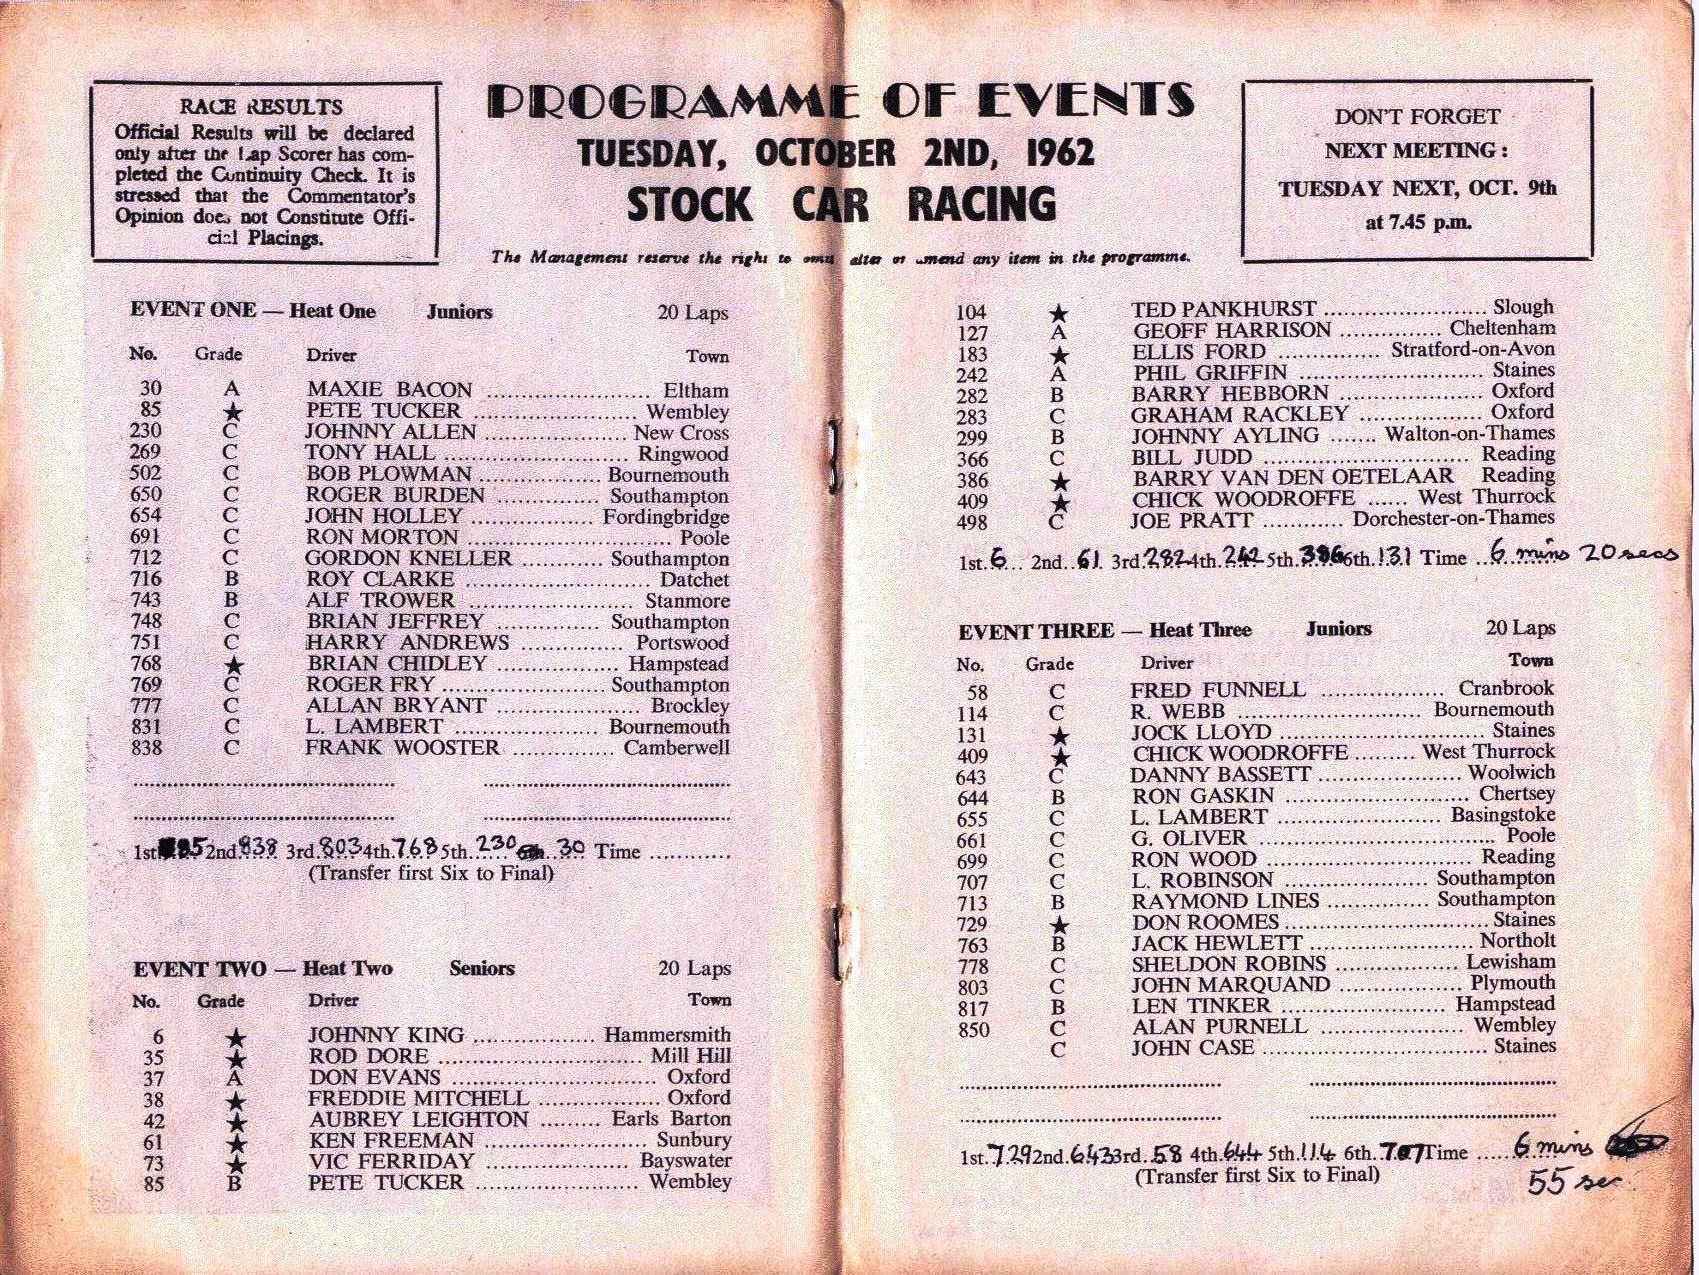 RACE RESULTS
Official Results will be declared
only after the Lap Scorer has com-
pleted the Continuity Check. It is
stressed that the Commentator's
Opinion does not Constitute Offi-
cial Placings.
PROGRAMME OF EVENTS
TUESDAY, OCTOBER 2ND, 1962
STOCK CAR RACING
The Management reserve the right to omit alter or amend any item in the programme.
DON'T FORGET
NEXT MEETING :
TUESDAY NEXT, OCT. 9th
at 7.45 p.m.
EVENT ONE — Heat One Juniors 20 Laps
No. Grade Driver Town
30 A MAXIE BACON ........................ Eltham
85 ★ PETE TUCKER ........................ Wembley
230 C JOHNNY ALLEN .................... New Cross
269 C TONY HALL ........................... Ringwood
502 C BOB PLOWMAN .................. Bournemouth
650 C ROGER BURDEN ............... Southampton
654 C JOHN HOLLEY .................. Fordingbridge
691 C RON MORTON .............................. Poole
712 C GORDON KNELLER ............ Southampton
716 B ROY CLARKE ........................... Datchet
743 B ALF TROWER ........................ Stanmore
748 C BRIAN JEFFREY ............... Southampton
751 C HARRY ANDREWS ............... Portswood
768 ★ BRIAN CHIDLEY .................. Hampstead
769 C ROGER FRY ........................ Southampton
777 C ALLAN BRYANT ..................... Brockley
831 C L. LAMBERT ..................... Bournemouth
838 C FRANK WOOSTER ............... Camberwell
1st 85 2nd 838 3rd 803 4th 768 5th 230 6th 30 Time ............
(Transfer first Six to Final)
EVENT TWO — Heat Two Seniors 20 Laps
No. Grade Driver Town
6 ★ JOHNNY KING .................. Hammersmith
35 ★ ROD DORE .............................. Mill Hill
37 A DON EVANS .............................. Oxford
38 ★ FREDDIE MITCHELL .................. Oxford
42 ★ AUBREY LEIGHTON ......... Earls Barton
61 ★ KEN FREEMAN ........................ Sunbury
73 ★ VIC FERRIDAY ..................... Bayswater
85 B PETE TUCKER ........................ Wembley
104 ★ TED PANKHURST ........................ Slough
127 A GEOFF HARRISON ............... Cheltenham
183 ★ ELLIS FORD ............... Stratford-on-Avon
242 A PHIL GRIFFIN ........................... Staines
282 B BARRY HEBBORN ..................... Oxford
283 C GRAHAM RACKLEY .................. Oxford
299 B JOHNNY AYLING ....... Walton-on-Thames
366 C BILL JUDD .............................. Reading
386 ★ BARRY VAN DEN OETELAAR Reading
409 ★ CHICK WOODROFFE ...... West Thurrock
498 C JOE PRATT ............ Dorchester-on-Thames
1st. 6 ... 2nd. 61 3rd. 282 4th. 242 5th. 386 6th. 131 Time ... 6 mins 20 secs
EVENT THREE — Heat Three Juniors 20 Laps
No. Grade Driver Town
58 C FRED FUNNELL .................. Cranbrook
114 C R. WEBB ........................... Bournemouth
131 ★ JOCK LLOYD .............................. Staines
409 ★ CHICK WOODROFFE ......... West Thurrock
643 C DANNY BASSETT ..................... Woolwich
644 B RON GASKIN ........................... Chertsey
655 C L. LAMBERT ........................ Basingstoke
661 C G. OLIVER .................................... Poole
699 C RON WOOD .............................. Reading
707 C L. ROBINSON ..................... Southampton
713 B RAYMOND LINES ............... Southampton
729 ★ DON ROOMES .............................. Staines
763 B JACK HEWLETT ........................ Northolt
778 C SHELDON ROBINS .................. Lewisham
803 C JOHN MARQUAND .................. Plymouth
817 B LEN TINKER ........................ Hampstead
850 C ALAN PURNELL ..................... Wembley
C JOHN CASE ................................. Staines
1st. 729 2nd. 643 3rd. 58 4th. 644 5th. 114 6th. 707 Time ..... 6 mins
55 sec
(Transfer first Six to Final)